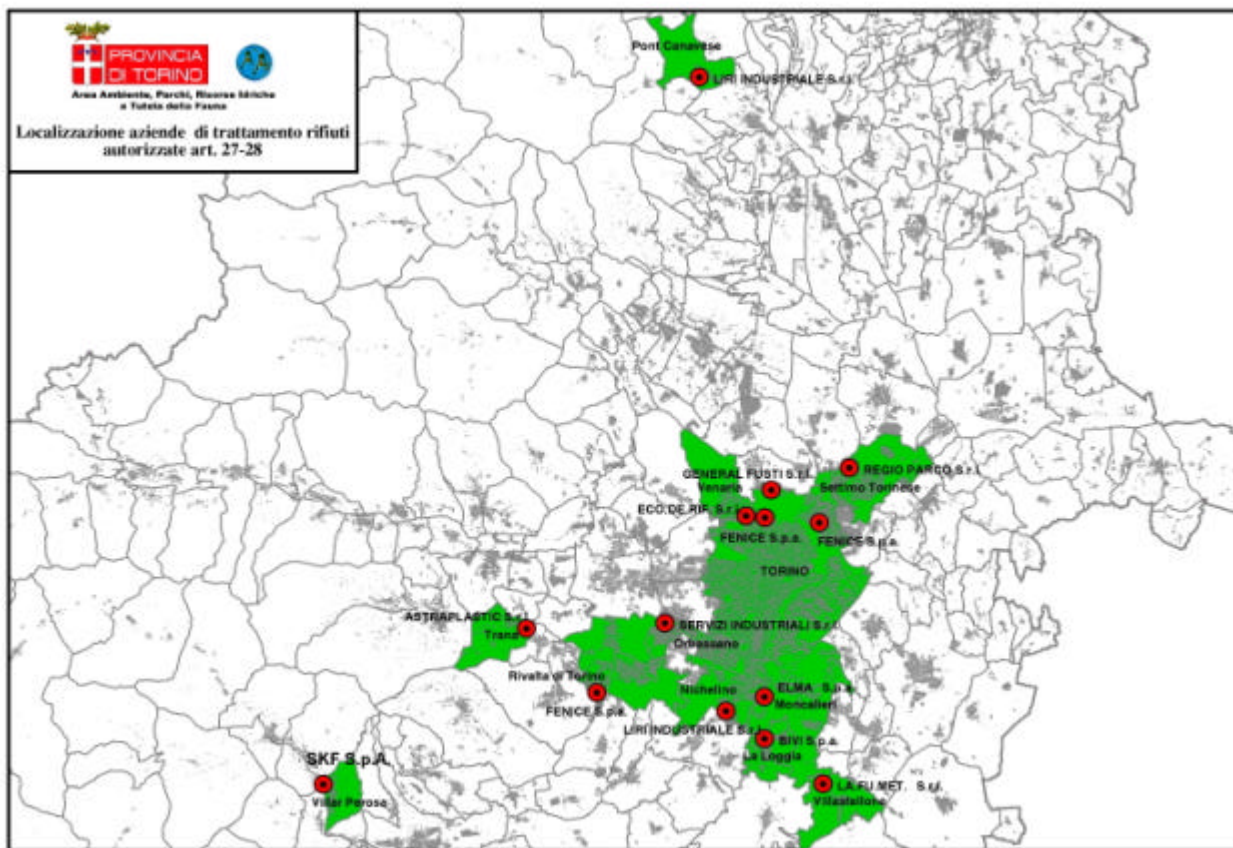 PROVINCIA
DI TORINO
Area Ambiente, Parchi, Risorse Idriche
e Tutela della Fauna
Localizzazione aziende di trattamento rifiuti
autorizzate art. 27-28
Pont Canavese
LIRI INDUSTRIALE S.r.l.
GENERAL FUSTI S.r.l.
Venaria
REGIO PARCO S.r.l.
Settimo Torinese
ECO.DE.RIF. S.r.l.
FENICE S.p.a.
FENICE S.p.a.
TORINO
ASTRAPLASTIC S.r.l.
Trana
SERVIZI INDUSTRIALI S.r.l.
Orbassano
Rivalta di Torino
FENICE S.p.a.
Nichelino
ELMA S.p.a.
Moncalieri
LIRI INDUSTRIALE S.r.l.
BIVI S.p.a.
La Loggia
SKF S.p.A.
Villar Perosa
LA.FU.MET. S.r.l.
Villastellone